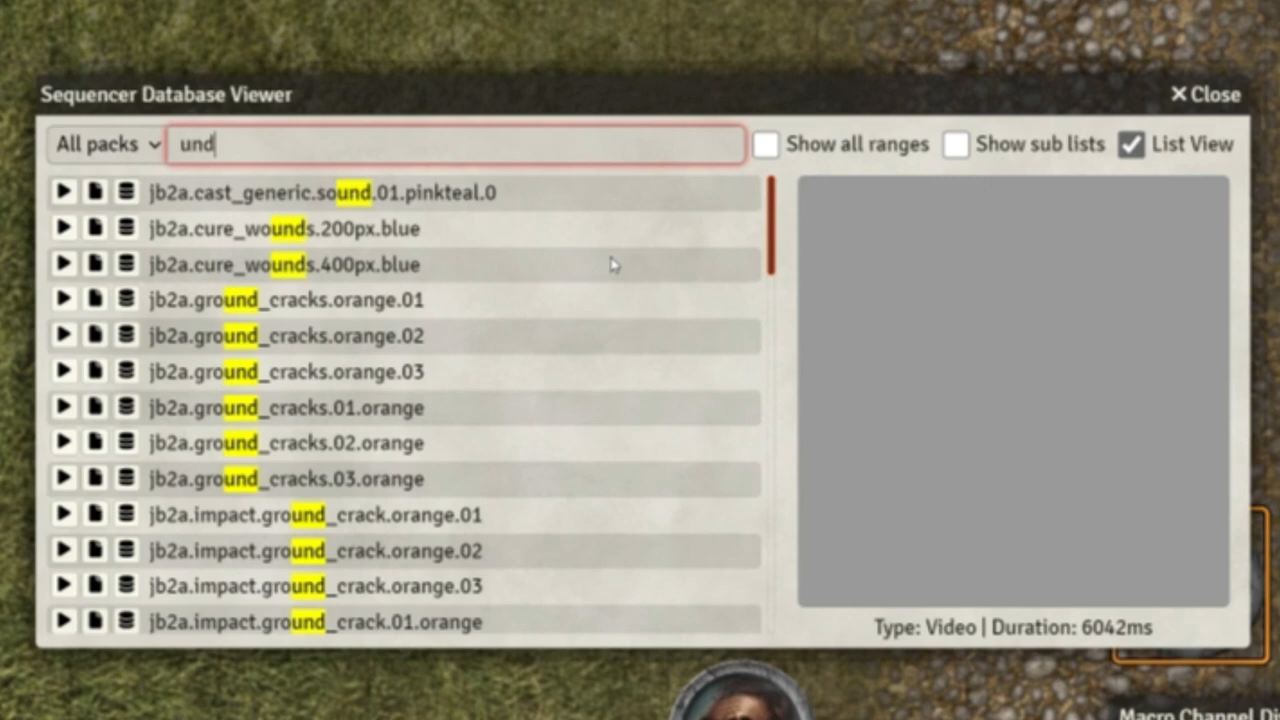 Sequencer Database Viewer
Close
All packs
und
Show all ranges
Show sub lists
List View
jb2a.cast_generic.sound.01.pinkteal.0
jb2a.cure_wounds.200px.blue
jb2a.cure_wounds.400px.blue
jb2a.ground_cracks.orange.01
jb2a.ground_cracks.orange.02
jb2a.ground_cracks.orange.03
jb2a.ground_cracks.01.orange
jb2a.ground_cracks.02.orange
jb2a.ground_cracks.03.orange
jb2a.impact.ground_crack.orange.01
jb2a.impact.ground_crack.orange.02
jb2a.impact.ground_crack.orange.03
jb2a.impact.ground_crack.01.orange
Type: Video | Duration: 6042ms
Macro Channel